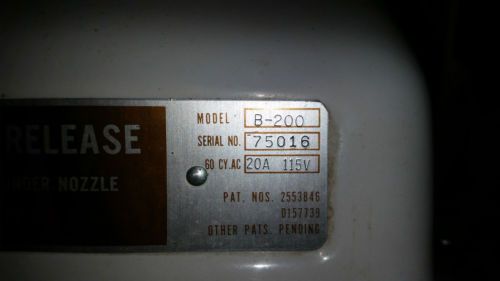 RELEASE
UNDER NOZZLE
MODEL B-200
SERIAL NO. 75016
60 CY. AC 20A 115V
PAT. NOS. 2553846
D157739
OTHER PATS. PENDING